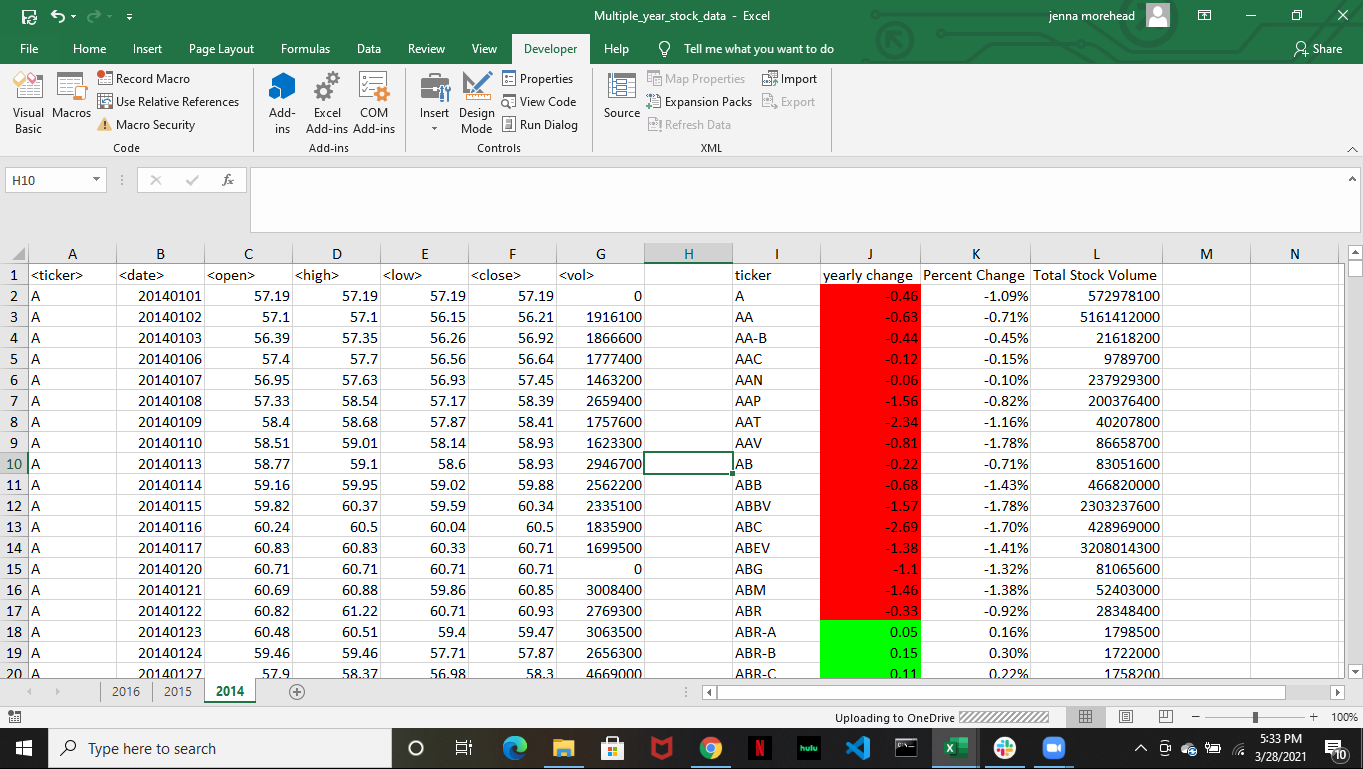 Multiple_year_stock_data - Excel
jenna morehead
File Home Insert Page Layout Formulas Data Review View Developer Help Tell me what you want to do Share
Visual Basic
Macros
Record Macro
Use Relative References
Macro Security
Code
Add-ins
Excel Add-ins
COM Add-ins
Add-ins
Insert
Design Mode
Properties
View Code
Run Dialog
Controls
Source
Map Properties
Expansion Packs
Refresh Data
Import
Export
XML
H10
fx
A B C D E F G H I J K L M N
1 <ticker> <date> <open> <high> <low> <close> <vol> ticker yearly change Percent Change Total Stock Volume
2 A 20140101 57.19 57.19 57.19 57.19 0 A -0.46 -1.09% 572978100
3 A 20140102 57.1 57.1 56.15 56.21 1916100 AA -0.63 -0.71% 5161412000
4 A 20140103 56.39 57.35 56.26 56.92 1866600 AA-B -0.44 -0.45% 21618200
5 A 20140106 57.4 57.7 56.56 56.64 1777400 AAC -0.12 -0.15% 9789700
6 A 20140107 56.95 57.63 56.93 57.45 1463200 AAN -0.06 -0.10% 237929300
7 A 20140108 57.33 58.54 57.17 58.39 2659400 AAP -1.56 -0.82% 200376400
8 A 20140109 58.4 58.68 57.88 58.41 1757600 AAT -2.34 -1.16% 40207800
9 A 20140110 58.51 59.01 58.14 58.93 1623300 AAV -0.81 -1.78% 86658700
10 A 20140113 58.77 59.1 58.6 58.93 2946700 AB -0.22 -0.71% 83051600
11 A 20140114 59.16 59.95 59.02 59.88 2562200 ABB -0.68 -1.43% 466820000
12 A 20140115 59.82 60.37 59.59 60.34 2335100 ABBV -1.57 -1.78% 2303237600
13 A 20140116 60.24 60.5 60.04 60.5 1835900 ABC -2.69 -1.70% 428969000
14 A 20140117 60.83 60.83 60.33 60.71 1699500 ABEV -1.38 -1.41% 3208014300
15 A 20140120 60.71 60.71 60.71 60.71 0 ABG -1.1 -1.32% 81065600
16 A 20140121 60.69 60.88 59.86 60.85 3008400 ABM -1.46 -1.38% 52403000
17 A 20140122 60.82 61.22 60.71 60.93 2769300 ABR -0.33 -0.92% 28348400
18 A 20140123 60.48 60.51 59.4 59.47 3063500 ABR-A 0.05 0.16% 1798500
19 A 20140124 59.46 59.46 57.71 57.87 2656300 ABR-B 0.15 0.30% 1722000
20 A 20140127 57.9 58.37 56.98 58.3 4669000 ABR-C 0.11 0.22% 1758200
2016 2015 2014
Uploading to OneDrive
100%
Type here to search
N
hulu
5:33 PM
3/28/2021
10